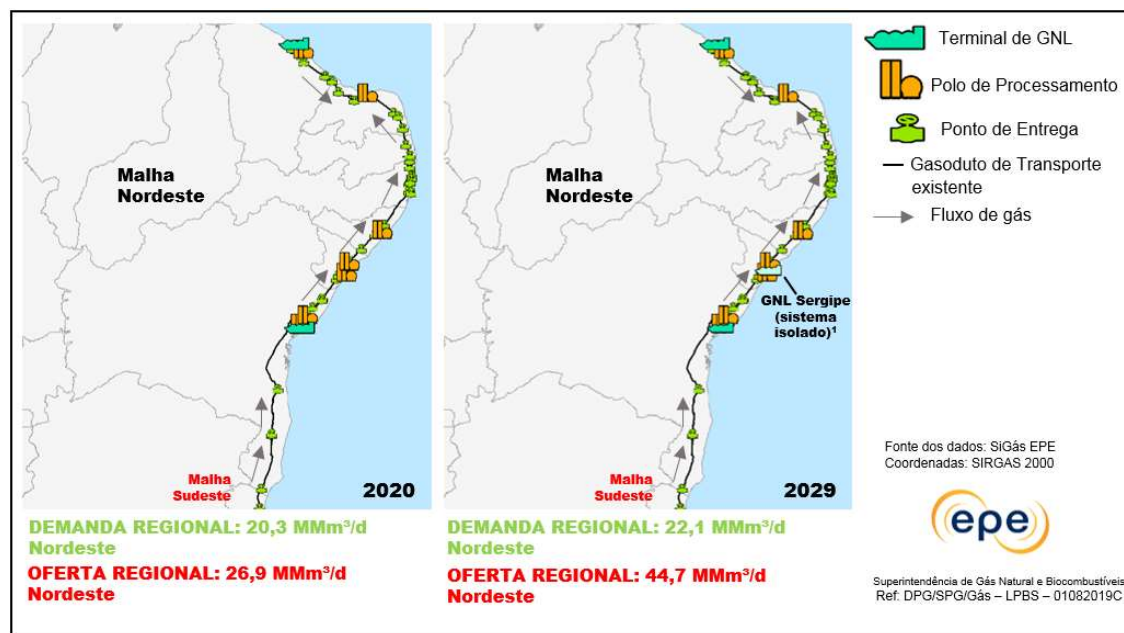 Malha
Nordeste
Malha
Sudeste
2020
DEMANDA REGIONAL: 20,3 MMm³/d
Nordeste
OFERTA REGIONAL: 26,9 MMm³/d
Nordeste
Malha
Nordeste
GNL Sergipe
(sistema
isolado)¹
Malha
Sudeste
2029
DEMANDA REGIONAL: 22,1 MMm³/d
Nordeste
OFERTA REGIONAL: 44,7 MMm³/d
Nordeste
Terminal de GNL
Polo de Processamento
Ponto de Entrega
Gasoduto de Transporte
existente
Fluxo de gás
Fonte dos dados: SiGás EPE
Coordenadas: SIRGAS 2000
epe
Superintendência de Gás Natural e Biocombustíveis
Ref: DPG/SPG/Gás – LPBS – 01082019C